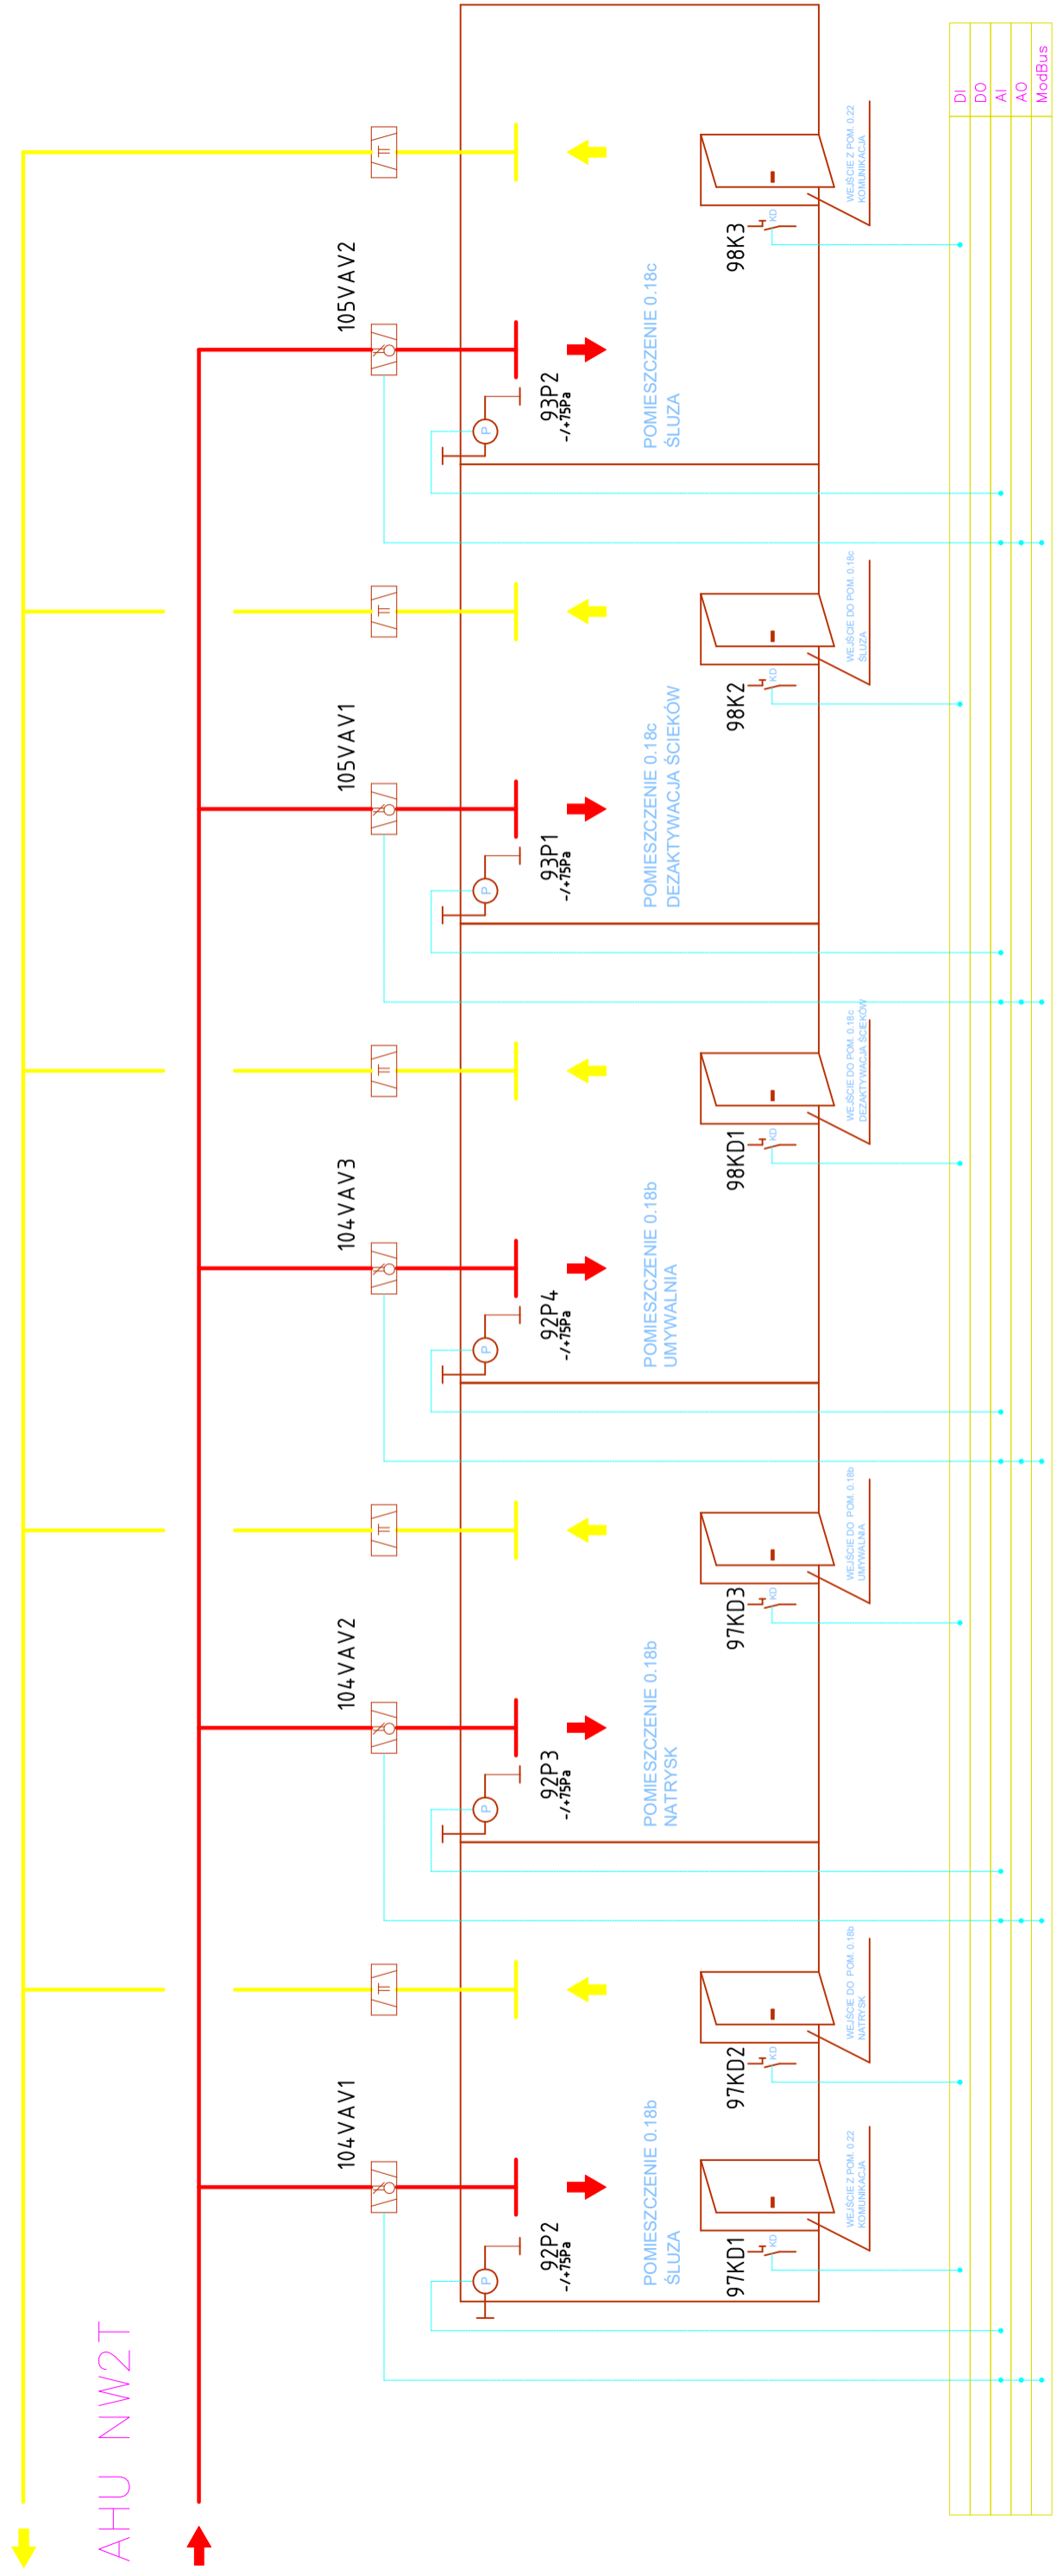 AHU NW2T
104VAV1
104VAV2
104VAV3
105VAV1
105VAV2
P
92P2
-/+75Pa
P
92P3
-/+75Pa
P
92P4
-/+75Pa
P
93P1
-/+75Pa
P
93P2
-/+75Pa
POMIESZCZENIE 0.18b
ŚLUZA
POMIESZCZENIE 0.18b
NATRYSK
POMIESZCZENIE 0.18b
UMYWALNIA
POMIESZCZENIE 0.18c
DEZAKTYWACJA ŚCIEKÓW
POMIESZCZENIE 0.18c
ŚLUZA
97KD1
KD
97KD2
KD
97KD3
KD
98KD1
KD
98K2
KD
98K3
KD
WEJŚCIE Z POM. 0.22
KOMUNIKACJA
WEJŚCIE DO POM. 0.18b
NATRYSK
WEJŚCIE DO POM. 0.18b
UMYWALNIA
WEJŚCIE DO POM. 0.18c
DEZAKTYWACJA ŚCIEKÓW
WEJŚCIE DO POM. 0.18c
ŚLUZA
WEJŚCIE Z POM. 0.22
KOMUNIKACJA
DI
DO
AI
AO
ModBus